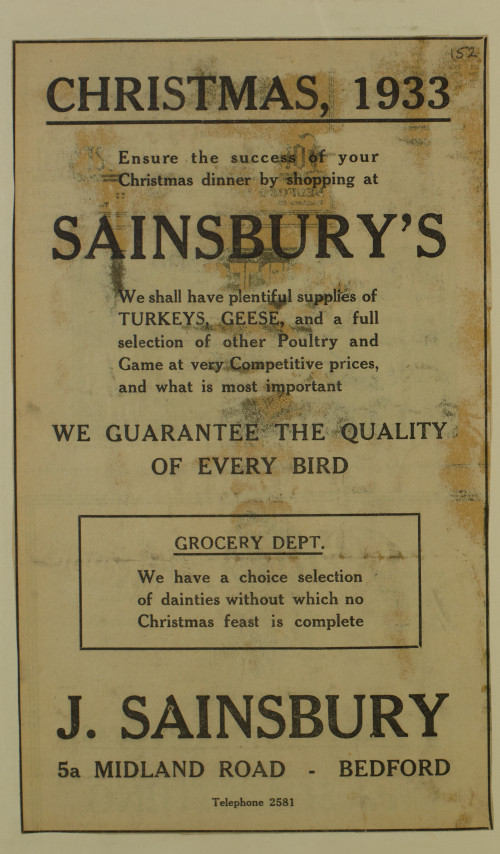 152
CHRISTMAS, 1933
Ensure the success of your
Christmas dinner by shopping at
SAINSBURY'S
We shall have plentiful supplies of
TURKEYS, GEESE, and a full
selection of other Poultry and
Game at very Competitive prices,
and what is most important
WE GUARANTEE THE QUALITY
OF EVERY BIRD
GROCERY DEPT.
We have a choice selection
of dainties without which no
Christmas feast is complete
J. SAINSBURY
5a MIDLAND ROAD - BEDFORD
Telephone 2581